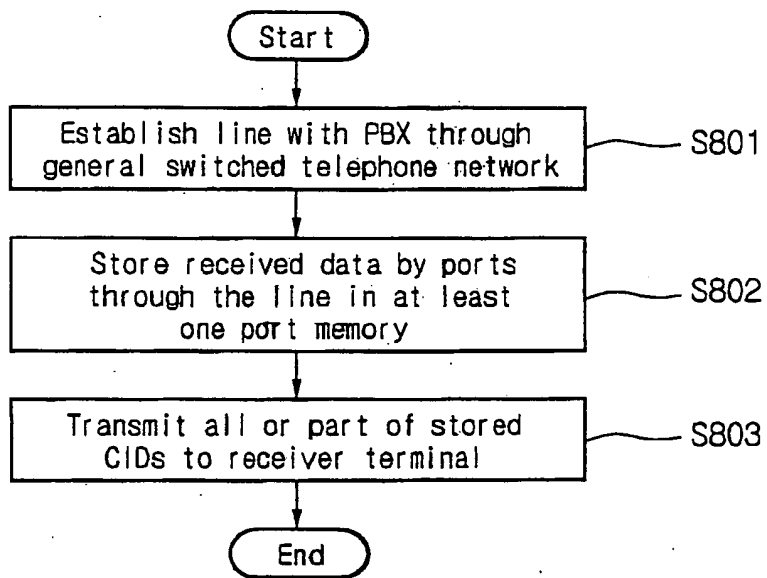 Start
Establish line with PBX through
general switched telephone network
S801
Store received data by ports
through the line in at least
one port memory
S802
Transmit all or part of stored
CIDs to receiver terminal
S803
End